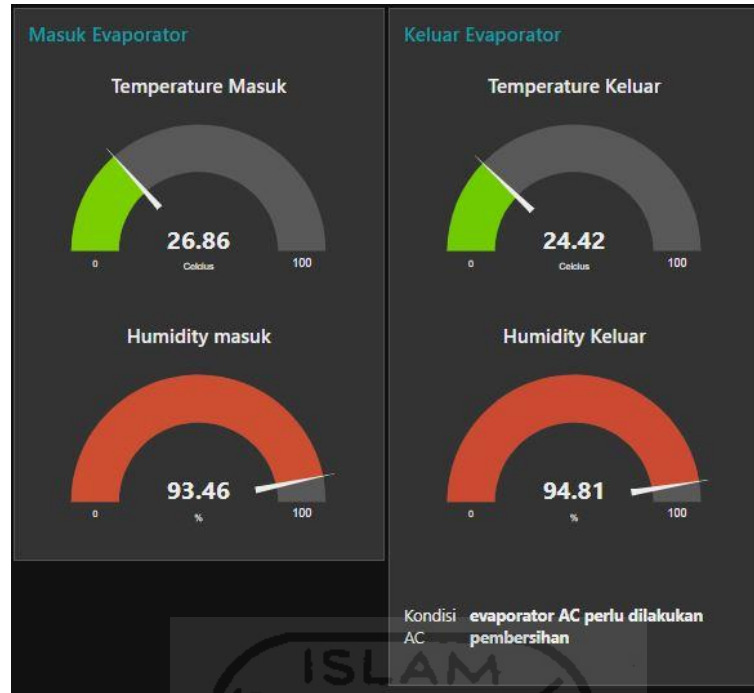 Masuk Evaporator
Temperature Masuk
26.86
Celcius
0
100
Humidity masuk
93.46
%
0
100
Keluar Evaporator
Temperature Keluar
24.42
Celcius
0
100
Humidity Keluar
94.81
%
0
100
Kondisi AC
evaporator AC perlu dilakukan
pembersihan
ISLAM